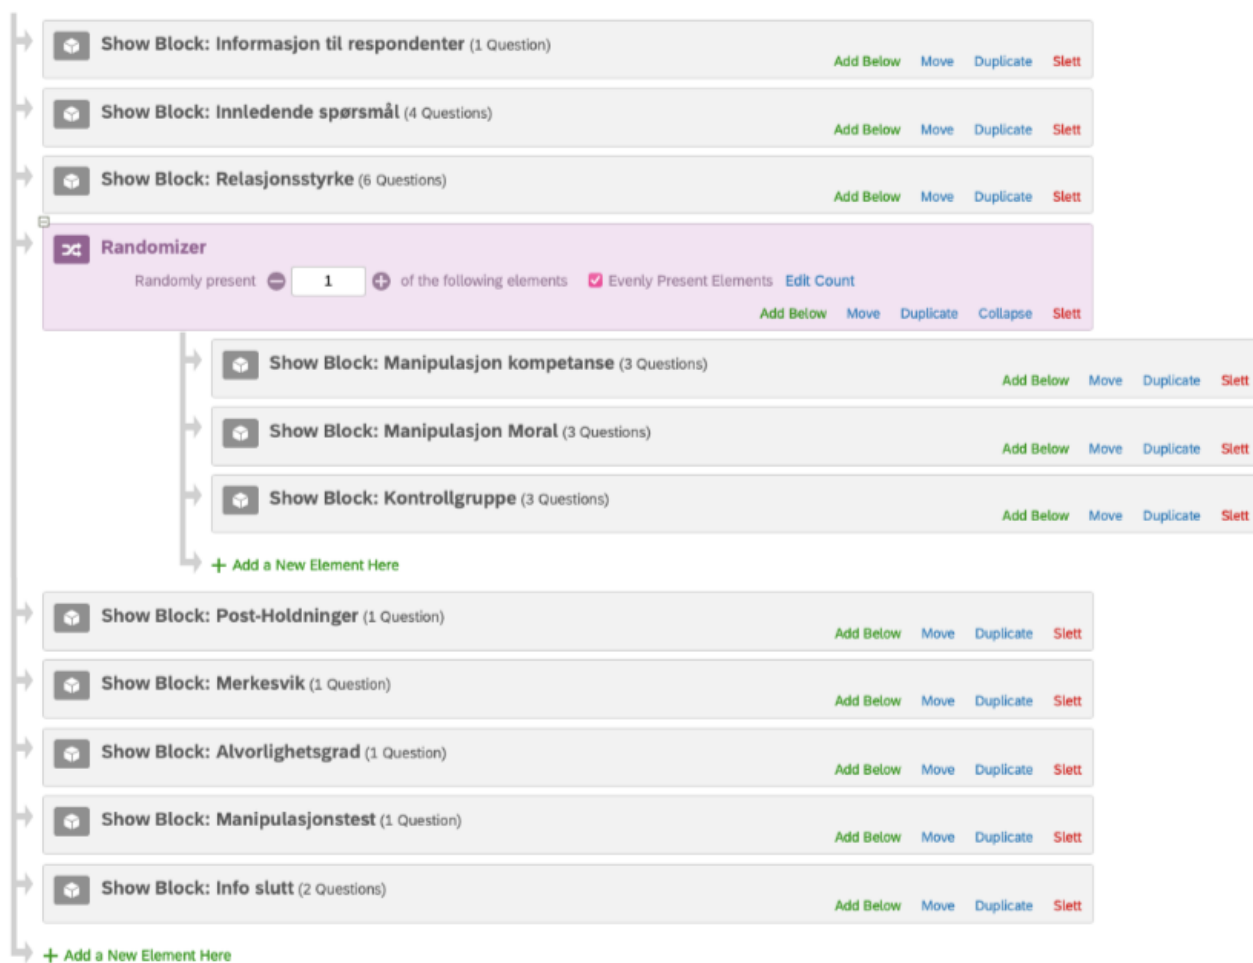 Show Block: Informasjon til respondenter (1 Question)
Add Below Move Duplicate Slett
Show Block: Innledende spørsmål (4 Questions)
Add Below Move Duplicate Slett
Show Block: Relasjonsstyrke (6 Questions)
Add Below Move Duplicate Slett
Randomizer
Randomly present 1 of the following elements Evenly Present Elements Edit Count
Add Below Move Duplicate Collapse Slett
Show Block: Manipulasjon kompetanse (3 Questions)
Add Below Move Duplicate Slett
Show Block: Manipulasjon Moral (3 Questions)
Add Below Move Duplicate Slett
Show Block: Kontrollgruppe (3 Questions)
Add Below Move Duplicate Slett
+ Add a New Element Here
Show Block: Post-Holdninger (1 Question)
Add Below Move Duplicate Slett
Show Block: Merkesvik (1 Question)
Add Below Move Duplicate Slett
Show Block: Alvorlighetsgrad (1 Question)
Add Below Move Duplicate Slett
Show Block: Manipulasjonstest (1 Question)
Add Below Move Duplicate Slett
Show Block: Info slutt (2 Questions)
Add Below Move Duplicate Slett
+ Add a New Element Here